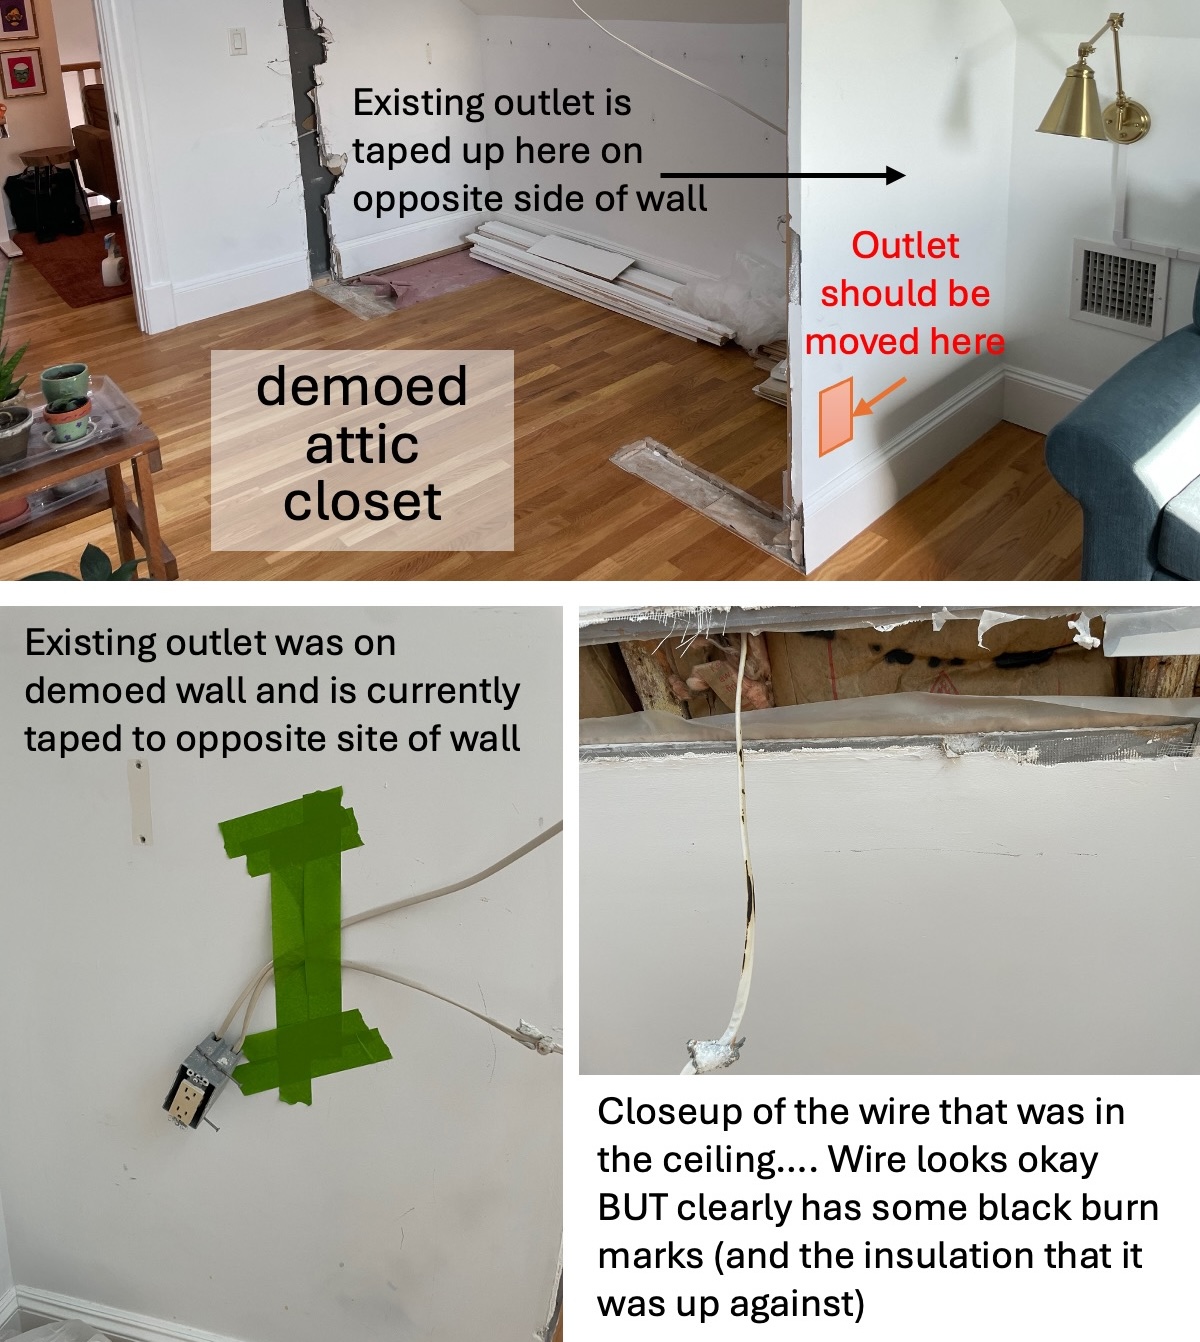 Existing outlet is
taped up here on
opposite side of wall
Outlet
should be
moved here
demoed
attic
closet
Existing outlet was on
demoed wall and is currently
taped to opposite site of wall
Closeup of the wire that was in
the ceiling.... Wire looks okay
BUT clearly has some black burn
marks (and the insulation that it
was up against)